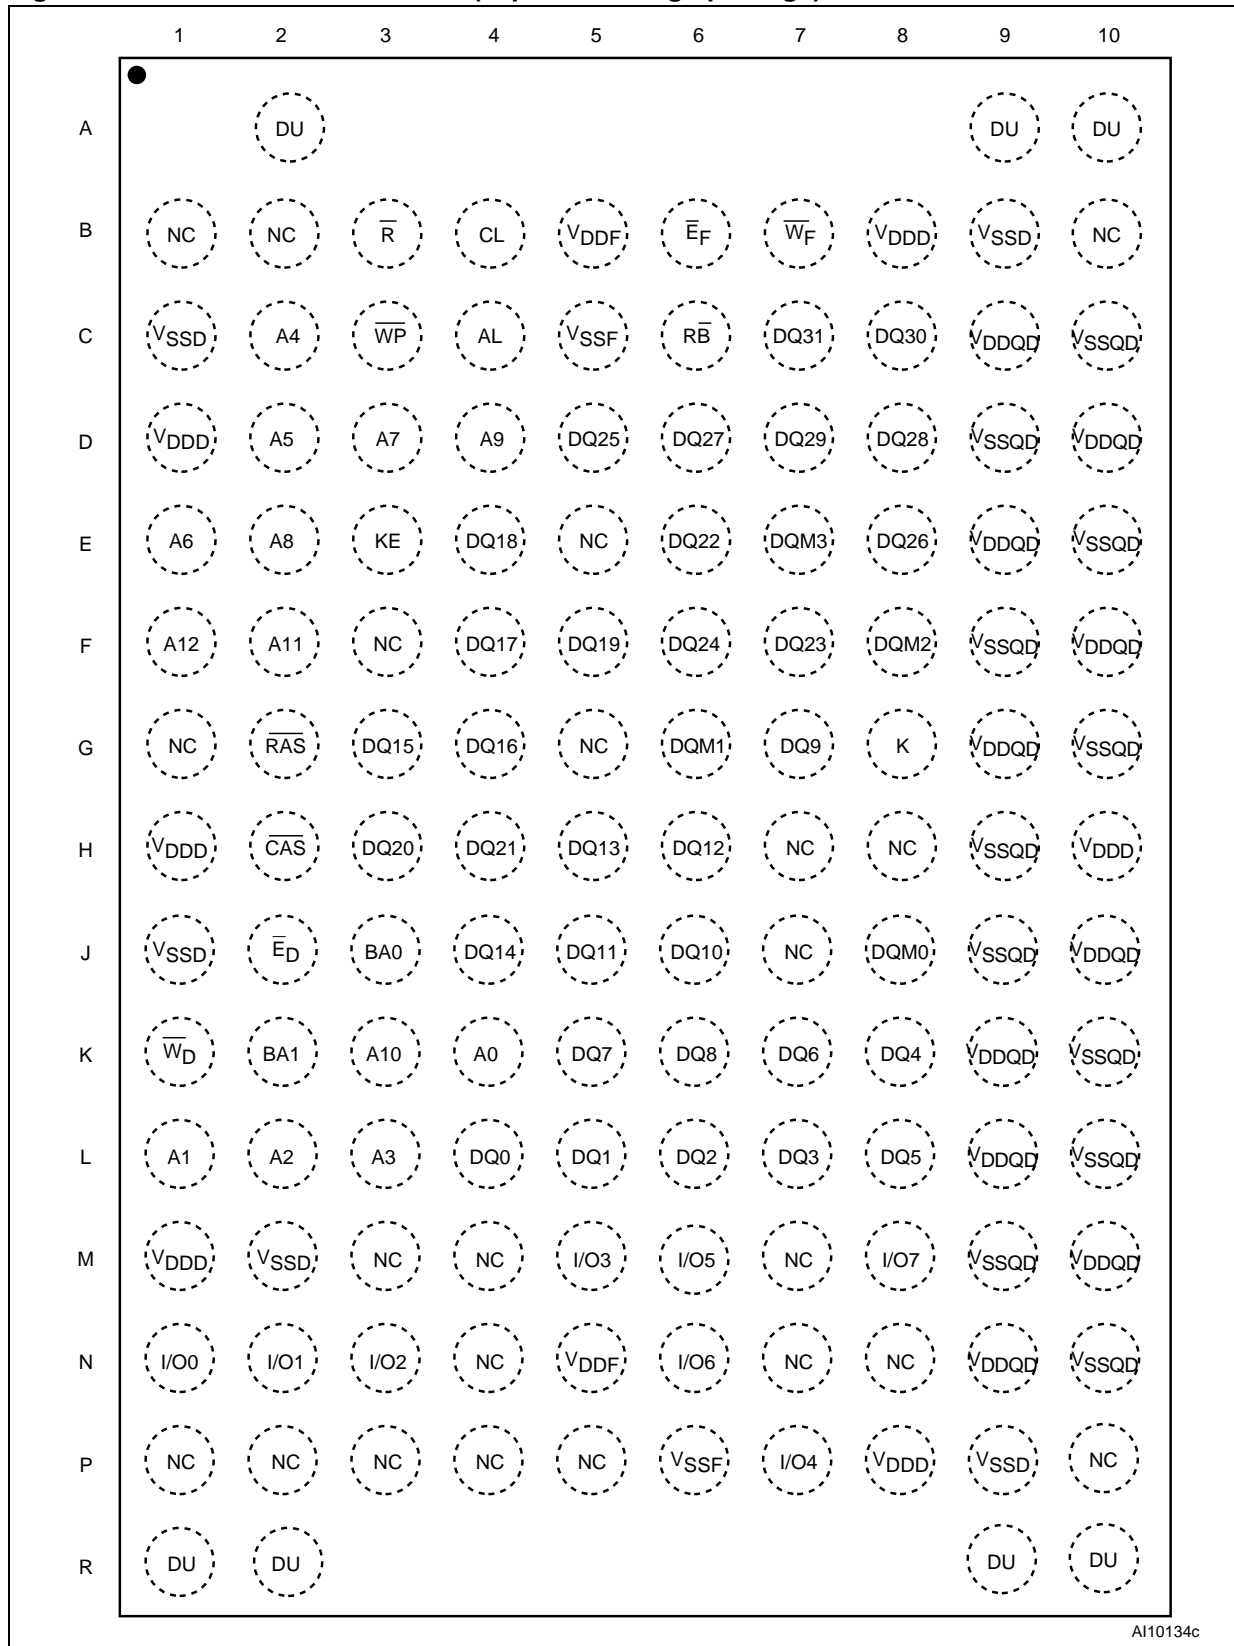 1 2 3 4 5 6 7 8 9 10
A DU DU DU
B NC NC R̅ CL VDDF E̅F W̅F VDDD VSSD NC
C VSSD A4 W̅P̅ AL VSSF RB̅ DQ31 DQ30 VDDQD VSSQD
D VDDD A5 A7 A9 DQ25 DQ27 DQ29 DQ28 VSSQD VDDQD
E A6 A8 KE DQ18 NC DQ22 DQM3 DQ26 VDDQD VSSQD
F A12 A11 NC DQ17 DQ19 DQ24 DQ23 DQM2 VSSQD VDDQD
G NC R̅A̅S̅ DQ15 DQ16 NC DQM1 DQ9 K VDDQD VSSQD
H VDDD C̅A̅S̅ DQ20 DQ21 DQ13 DQ12 NC NC VSSQD VDDD
J VSSD E̅D BA0 DQ14 DQ11 DQ10 NC DQM0 VSSQD VDDQD
K W̅D BA1 A10 A0 DQ7 DQ8 DQ6 DQ4 VDDQD VSSQD
L A1 A2 A3 DQ0 DQ1 DQ2 DQ3 DQ5 VDDQD VSSQD
M VDDD VSSD NC NC I/O3 I/O5 NC I/O7 VSSQD VDDQD
N I/O0 I/O1 I/O2 NC VDDF I/O6 NC NC VDDQD VSSQD
P NC NC NC NC NC VSSF I/O4 VDDD VSSD NC
R DU DU DU DU
AI10134c